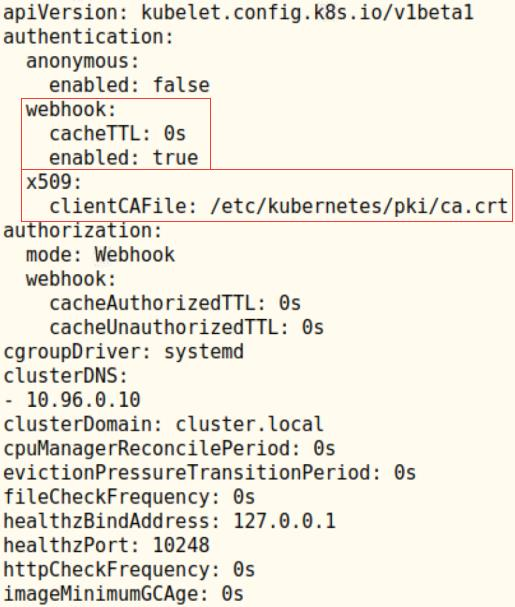 apiVersion: kubelet.config.k8s.io/v1beta1
authentication:
  anonymous:
    enabled: false
  webhook:
    cacheTTL: 0s
    enabled: true
  x509:
    clientCAFile: /etc/kubernetes/pki/ca.crt
authorization:
  mode: Webhook
  webhook:
    cacheAuthorizedTTL: 0s
    cacheUnauthorizedTTL: 0s
cgroupDriver: systemd
clusterDNS:
- 10.96.0.10
clusterDomain: cluster.local
cpuManagerReconcilePeriod: 0s
evictionPressureTransitionPeriod: 0s
fileCheckFrequency: 0s
healthzBindAddress: 127.0.0.1
healthzPort: 10248
httpCheckFrequency: 0s
imageMinimumGCAge: 0s